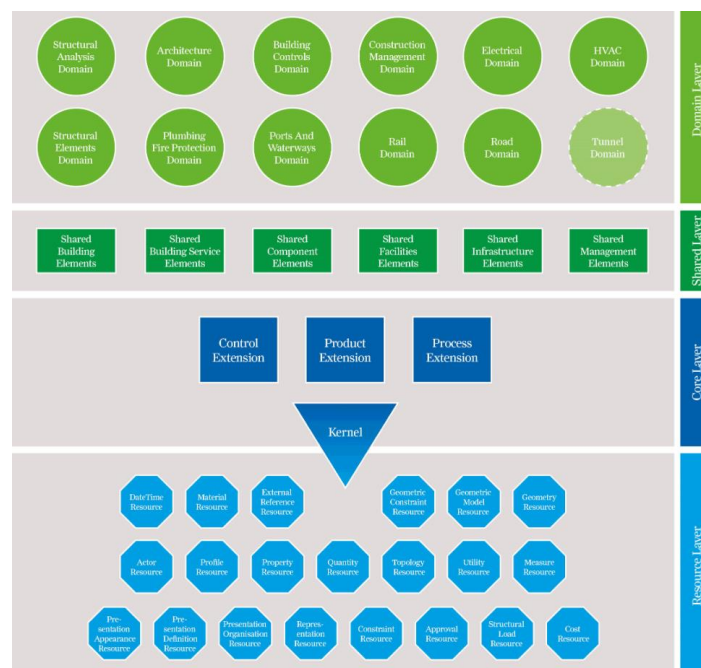 Structural
Analysis
Domain
Architecture
Domain
Building
Controls
Domain
Construction
Management
Domain
Electrical
Domain
HVAC
Domain
Structural
Elements
Domain
Plumbing
Fire Protection
Domain
Ports And
Waterways
Domain
Rail
Domain
Road
Domain
Tunnel
Domain
Domain Layer
Shared
Building
Elements
Shared
Building Service
Elements
Shared
Component
Elements
Shared
Facilities
Elements
Shared
Infrastructure
Elements
Shared
Management
Elements
Shared Layer
Control
Extension
Product
Extension
Process
Extension
Kernel
Core Layer
DateTime
Resource
Material
Resource
External
Reference
Resource
Geometric
Constraint
Resource
Geometric
Model
Resource
Geometry
Resource
Actor
Resource
Profile
Resource
Property
Resource
Quantity
Resource
Topology
Resource
Utility
Resource
Measure
Resource
Pre-
sentation
Appearance
Resource
Pre-
sentation
Definition
Resource
Presentation
Organisation
Resource
Repres-
entation
Resource
Constraint
Resource
Approval
Resource
Structural
Load
Resource
Cost
Resource
Resource Layer